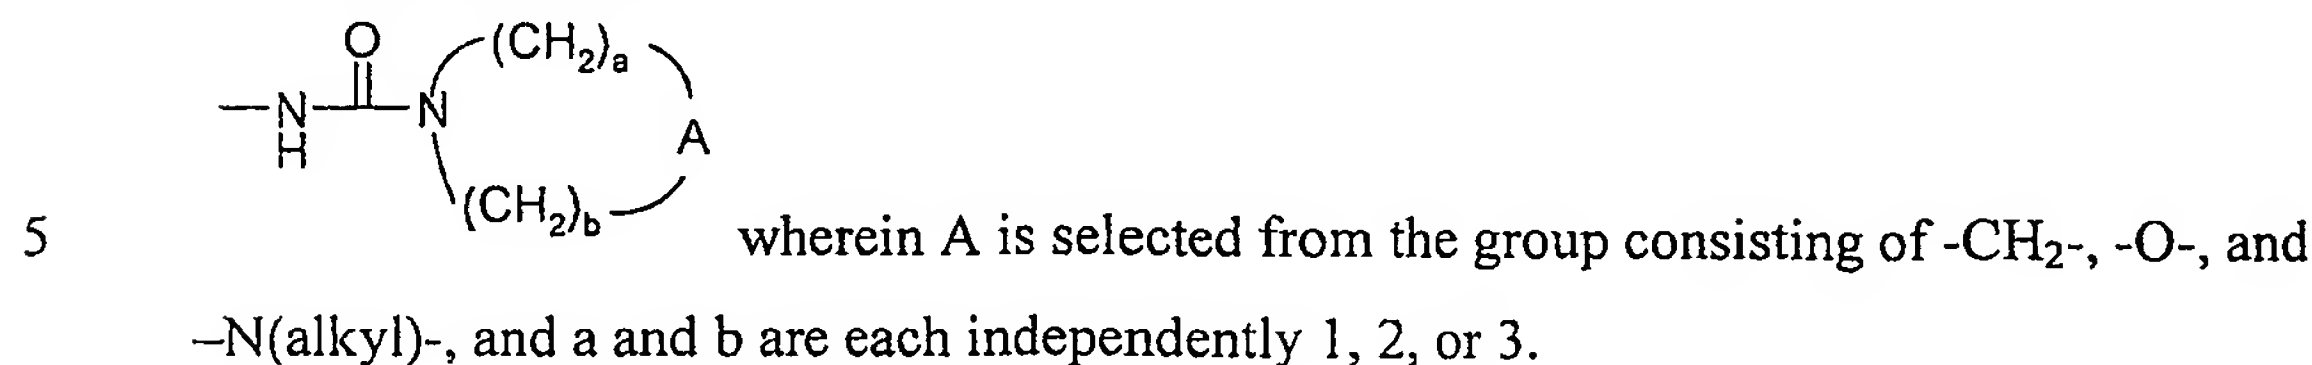 O
(CH₂)ₐ
N
N
H
A
(CH₂)b
5 wherein A is selected from the group consisting of -CH₂-, -O-, and
–N(alkyl)-, and a and b are each independently 1, 2, or 3.